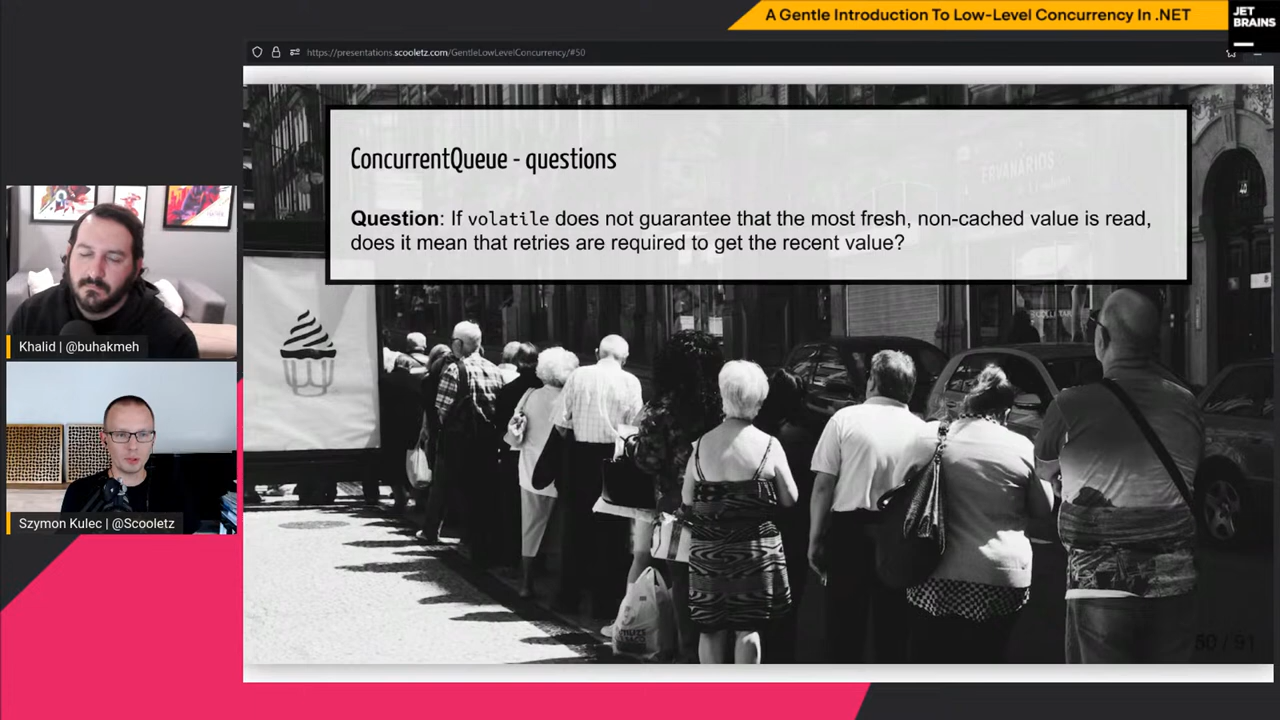 A Gentle Introduction To Low-Level Concurrency In .NET
JET
BRAINS
https://presentations.scooletz.com/GentleLowLevelConcurrency/#50
ConcurrentQueue - questions
Question: If volatile does not guarantee that the most fresh, non-cached value is read,
does it mean that retries are required to get the recent value?
ERVANÁRIOS
40
Khalid | @buhakmeh
Szymon Kulec | @Scooletz
50 / 91